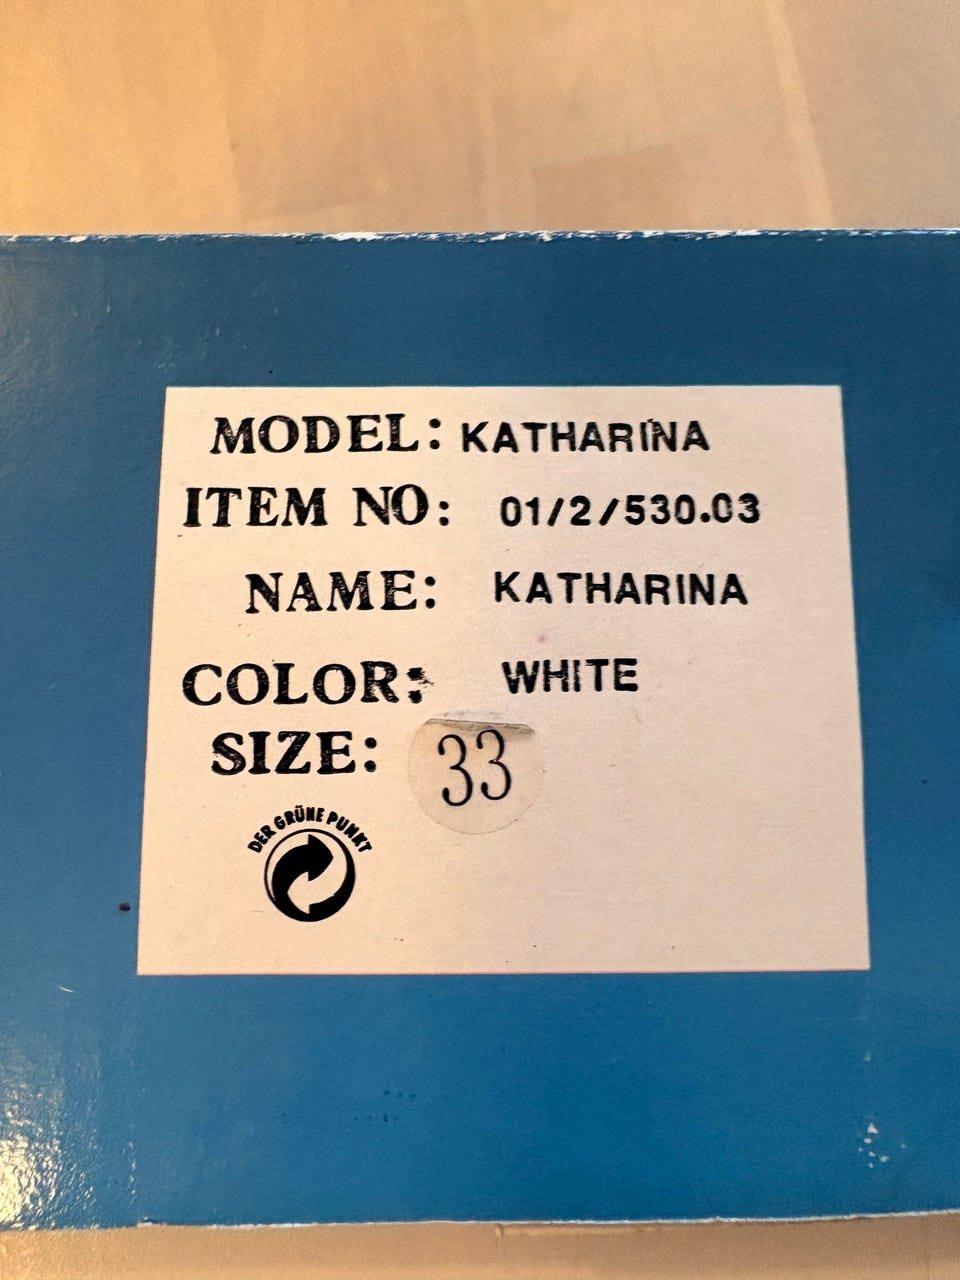 MODEL: KATHARINA
ITEM NO: 01/2/530.03
NAME: KATHARINA
COLOR: WHITE
SIZE: 33
DER GRÜNE PUNKT